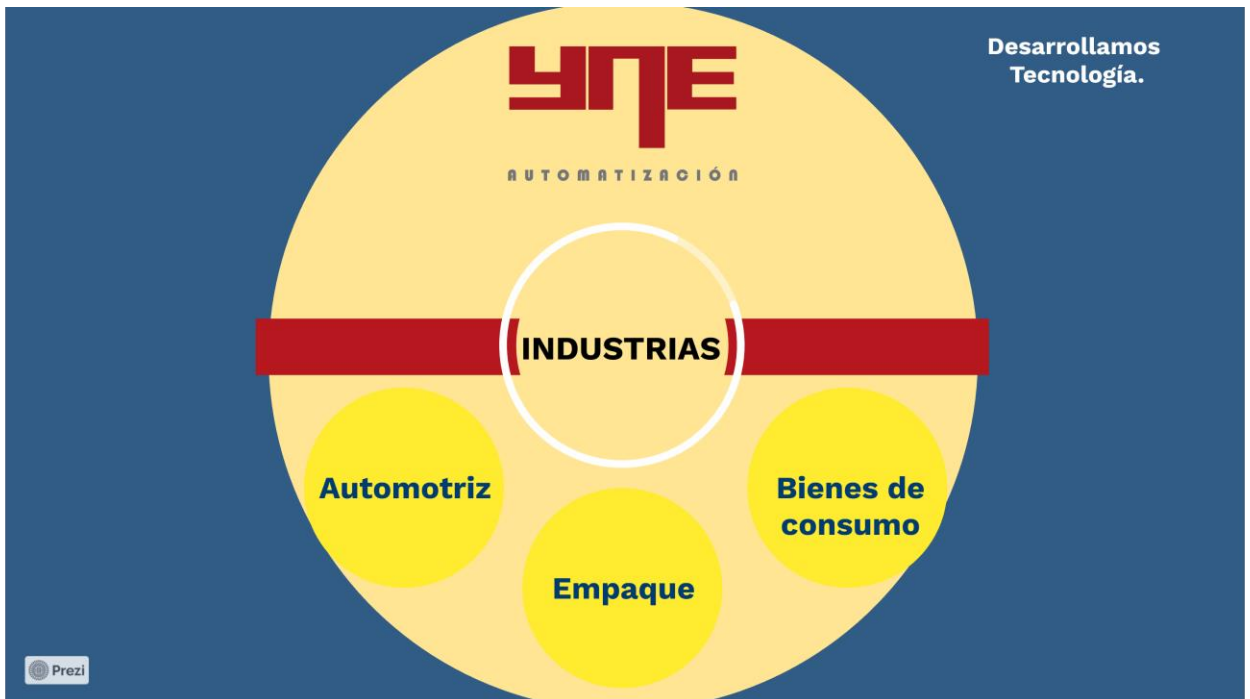 Desarrollamos
Tecnología.
YNE
AUTOMATIZACIÓN
INDUSTRIAS
Automotriz
Bienes de
consumo
Empaque
Prezi